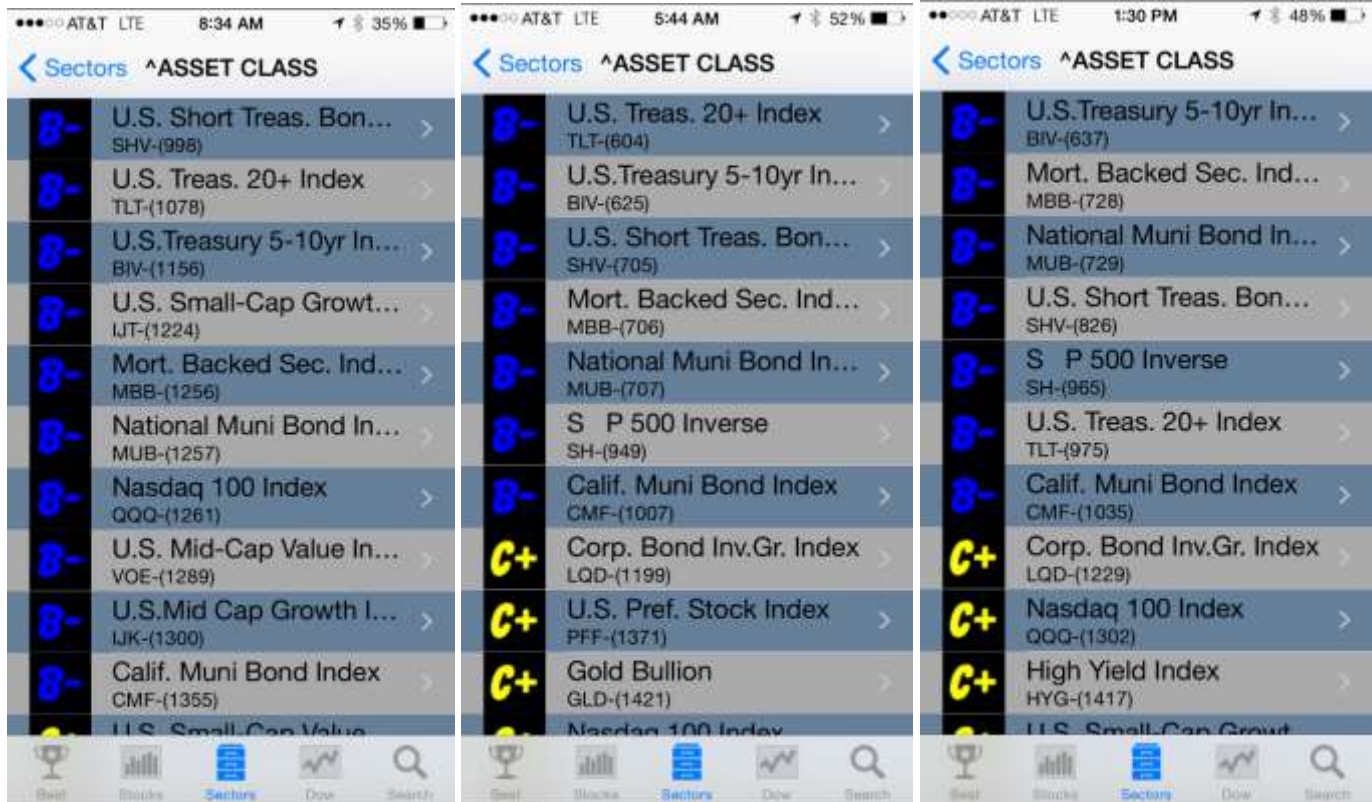 AT&T LTE 8:34 AM 35%
Sectors ^ASSET CLASS
B- U.S. Short Treas. Bon...
SHV-(998)
B- U.S. Treas. 20+ Index
TLT-(1078)
B- U.S.Treasury 5-10yr In...
BIV-(1156)
B- U.S. Small-Cap Growt...
IJT-(1224)
B- Mort. Backed Sec. Ind...
MBB-(1256)
B- National Muni Bond In...
MUB-(1257)
B- Nasdaq 100 Index
QQQ-(1261)
B- U.S. Mid-Cap Value In...
VOE-(1289)
B- U.S.Mid Cap Growth I...
IJK-(1300)
B- Calif. Muni Bond Index
CMF-(1355)
U.S. Small-Cap Value
Best Stocks Sectors Dow Search
AT&T LTE 5:44 AM 52%
Sectors ^ASSET CLASS
B- U.S. Treas. 20+ Index
TLT-(604)
B- U.S.Treasury 5-10yr In...
BIV-(625)
B- U.S. Short Treas. Bon...
SHV-(705)
B- Mort. Backed Sec. Ind...
MBB-(706)
B- National Muni Bond In...
MUB-(707)
B- S P 500 Inverse
SH-(949)
B- Calif. Muni Bond Index
CMF-(1007)
C+ Corp. Bond Inv.Gr. Index
LQD-(1199)
C+ U.S. Pref. Stock Index
PFF-(1371)
C+ Gold Bullion
GLD-(1421)
Nasdaq 100 Index
Best Stocks Sectors Dow Search
AT&T LTE 1:30 PM 48%
Sectors ^ASSET CLASS
B- U.S.Treasury 5-10yr In...
BIV-(637)
B- Mort. Backed Sec. Ind...
MBB-(728)
B- National Muni Bond In...
MUB-(729)
B- U.S. Short Treas. Bon...
SHV-(826)
B- S P 500 Inverse
SH-(965)
B- U.S. Treas. 20+ Index
TLT-(975)
B- Calif. Muni Bond Index
CMF-(1035)
C+ Corp. Bond Inv.Gr. Index
LQD-(1229)
C+ Nasdaq 100 Index
QQQ-(1302)
C+ High Yield Index
HYG-(1417)
U.S. Small-Cap Growt
Best Stocks Sectors Dow Search